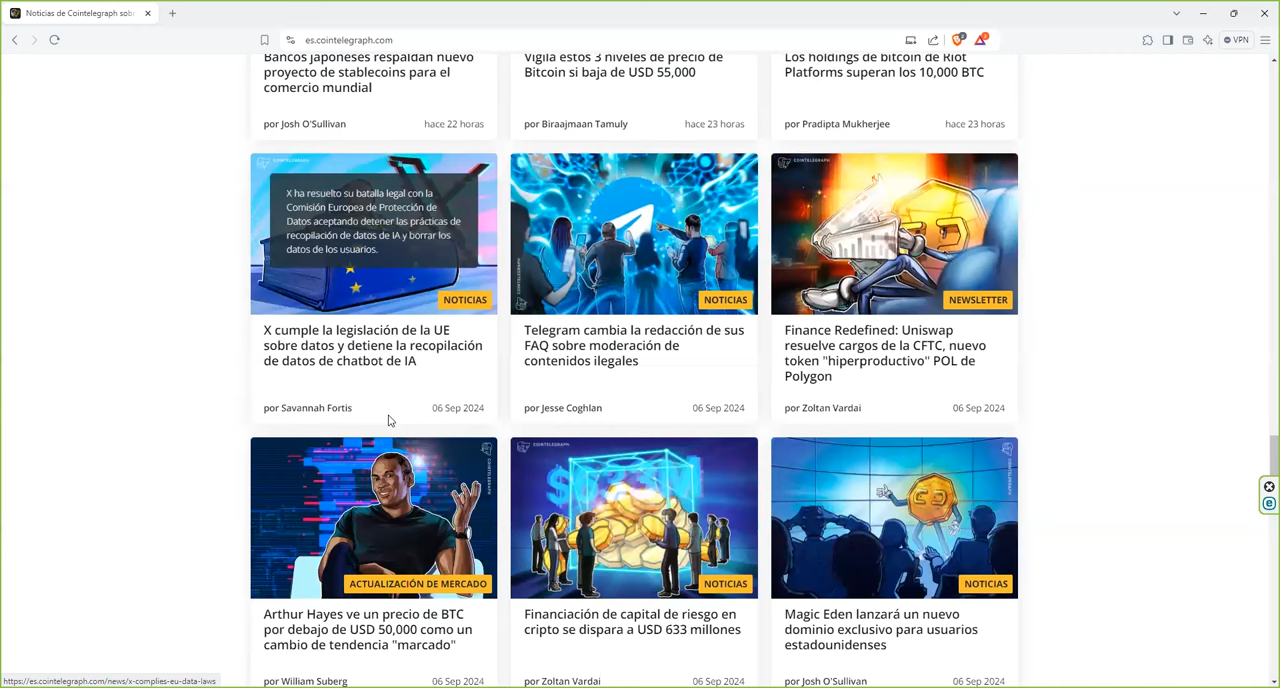 Noticias de Cointelegraph sob
es.cointelegraph.com
VPN
Bancos japoneses respaldan nuevo
proyecto de stablecoins para el
comercio mundial
por Josh O'Sullivan
hace 22 horas
Vigila estos 3 niveles de precio de
Bitcoin si baja de USD 55,000
por Biraajmaan Tamuly
hace 23 horas
Los holdings de bitcoin de Riot
Platforms superan los 10,000 BTC
por Pradipta Mukherjee
hace 23 horas
COINTELEGRAPH
X ha resuelto su batalla legal con la
Comisión Europea de Protección de
Datos aceptando detener las prácticas de
recopilación de datos de IA y borrar los
datos de los usuarios.
NOTICIAS
X cumple la legislación de la UE
sobre datos y detiene la recopilación
de datos de chatbot de IA
por Savannah Fortis
06 Sep 2024
COINTELEGRAPH
NOTICIAS
Telegram cambia la redacción de sus
FAQ sobre moderación de
contenidos ilegales
por Jesse Coghlan
06 Sep 2024
COINTELEGRAPH
NEWSLETTER
Finance Redefined: Uniswap
resuelve cargos de la CFTC, nuevo
token "hiperproductivo" POL de
Polygon
por Zoltan Vardai
06 Sep 2024
COINTELEGRAPH
ACTUALIZACIÓN DE MERCADO
Arthur Hayes ve un precio de BTC
por debajo de USD 50,000 como un
cambio de tendencia "marcado"
por William Suberg
06 Sep 2024
COINTELEGRAPH
NOTICIAS
Financiación de capital de riesgo en
cripto se dispara a USD 633 millones
por Zoltan Vardai
06 Sep 2024
COINTELEGRAPH
NOTICIAS
Magic Eden lanzará un nuevo
dominio exclusivo para usuarios
estadounidenses
por Josh O'Sullivan
06 Sep 2024
https://es.cointelegraph.com/news/x-complies-eu-data-laws